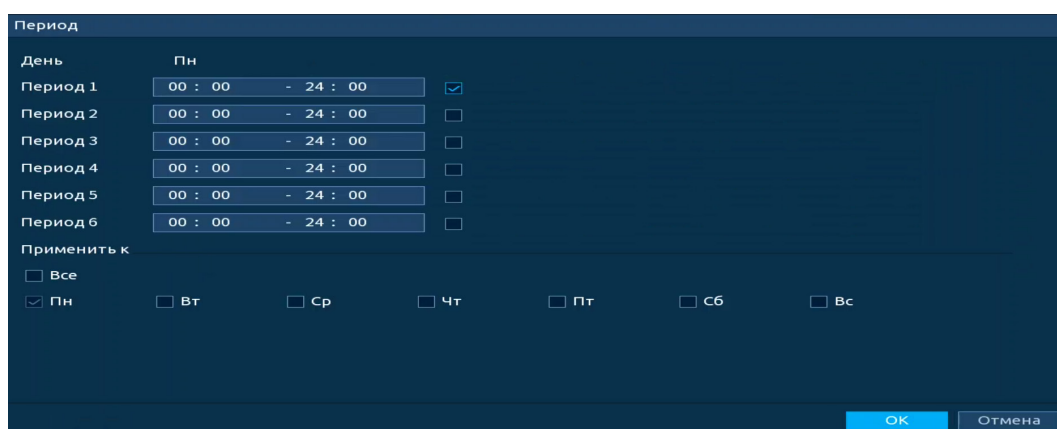 Период
День Пн
Период 1 00 : 00 - 24 : 00
Период 2 00 : 00 - 24 : 00
Период 3 00 : 00 - 24 : 00
Период 4 00 : 00 - 24 : 00
Период 5 00 : 00 - 24 : 00
Период 6 00 : 00 - 24 : 00
Применить к
Все
Пн Вт Ср Чт Пт Сб Вс
OK Отмена